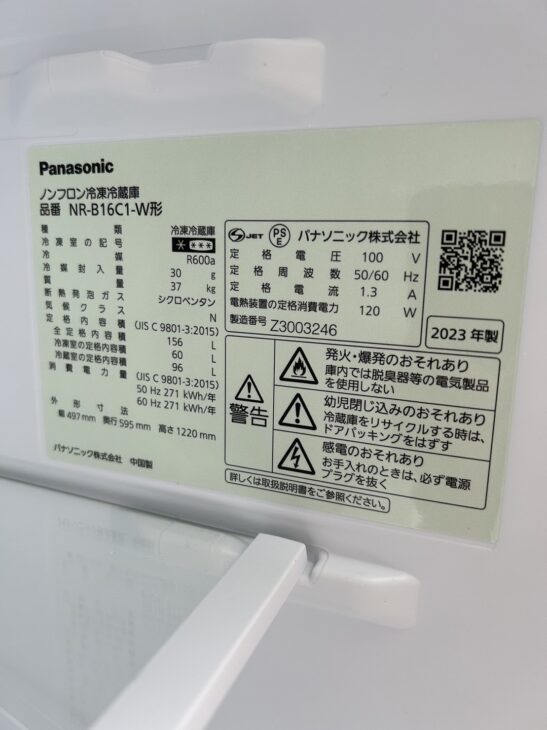 Panasonic
ノンフロン冷凍冷蔵庫
品番 NR-B16C1-W形
種類 冷凍冷蔵庫
冷凍室の記号
冷媒 R600a
冷媒封入量 30 g
質量 37 kg
断熱発泡ガス シクロペンタン
気候クラス N
定格内容積 (JIS C 9801-3:2015)
全定格内容積 156 L
冷凍室の定格内容積 60 L
冷蔵室の定格内容積 96 L
消費電力量 (JIS C 9801-3:2015)
50 Hz 271 kWh/年
60 Hz 271 kWh/年
外形寸法
幅 497 mm 奥行 595 mm 高さ 1220 mm
パナソニック株式会社 中国製
JET PSE パナソニック株式会社
定格電圧 100 V
定格周波数 50/60 Hz
定格電流 1.3 A
電熱装置の定格消費電力 120 W
製造番号 Z3003246
2023 年製
警告
発火・爆発のおそれあり
庫内では脱臭器等の電気製品
を使用しない
幼児閉じ込みのおそれあり
冷蔵庫をリサイクルする時は、
ドアパッキングをはずす
感電のおそれあり
お手入れのときは、必ず電源
プラグを抜く
詳しくは取扱説明書をご参照ください。